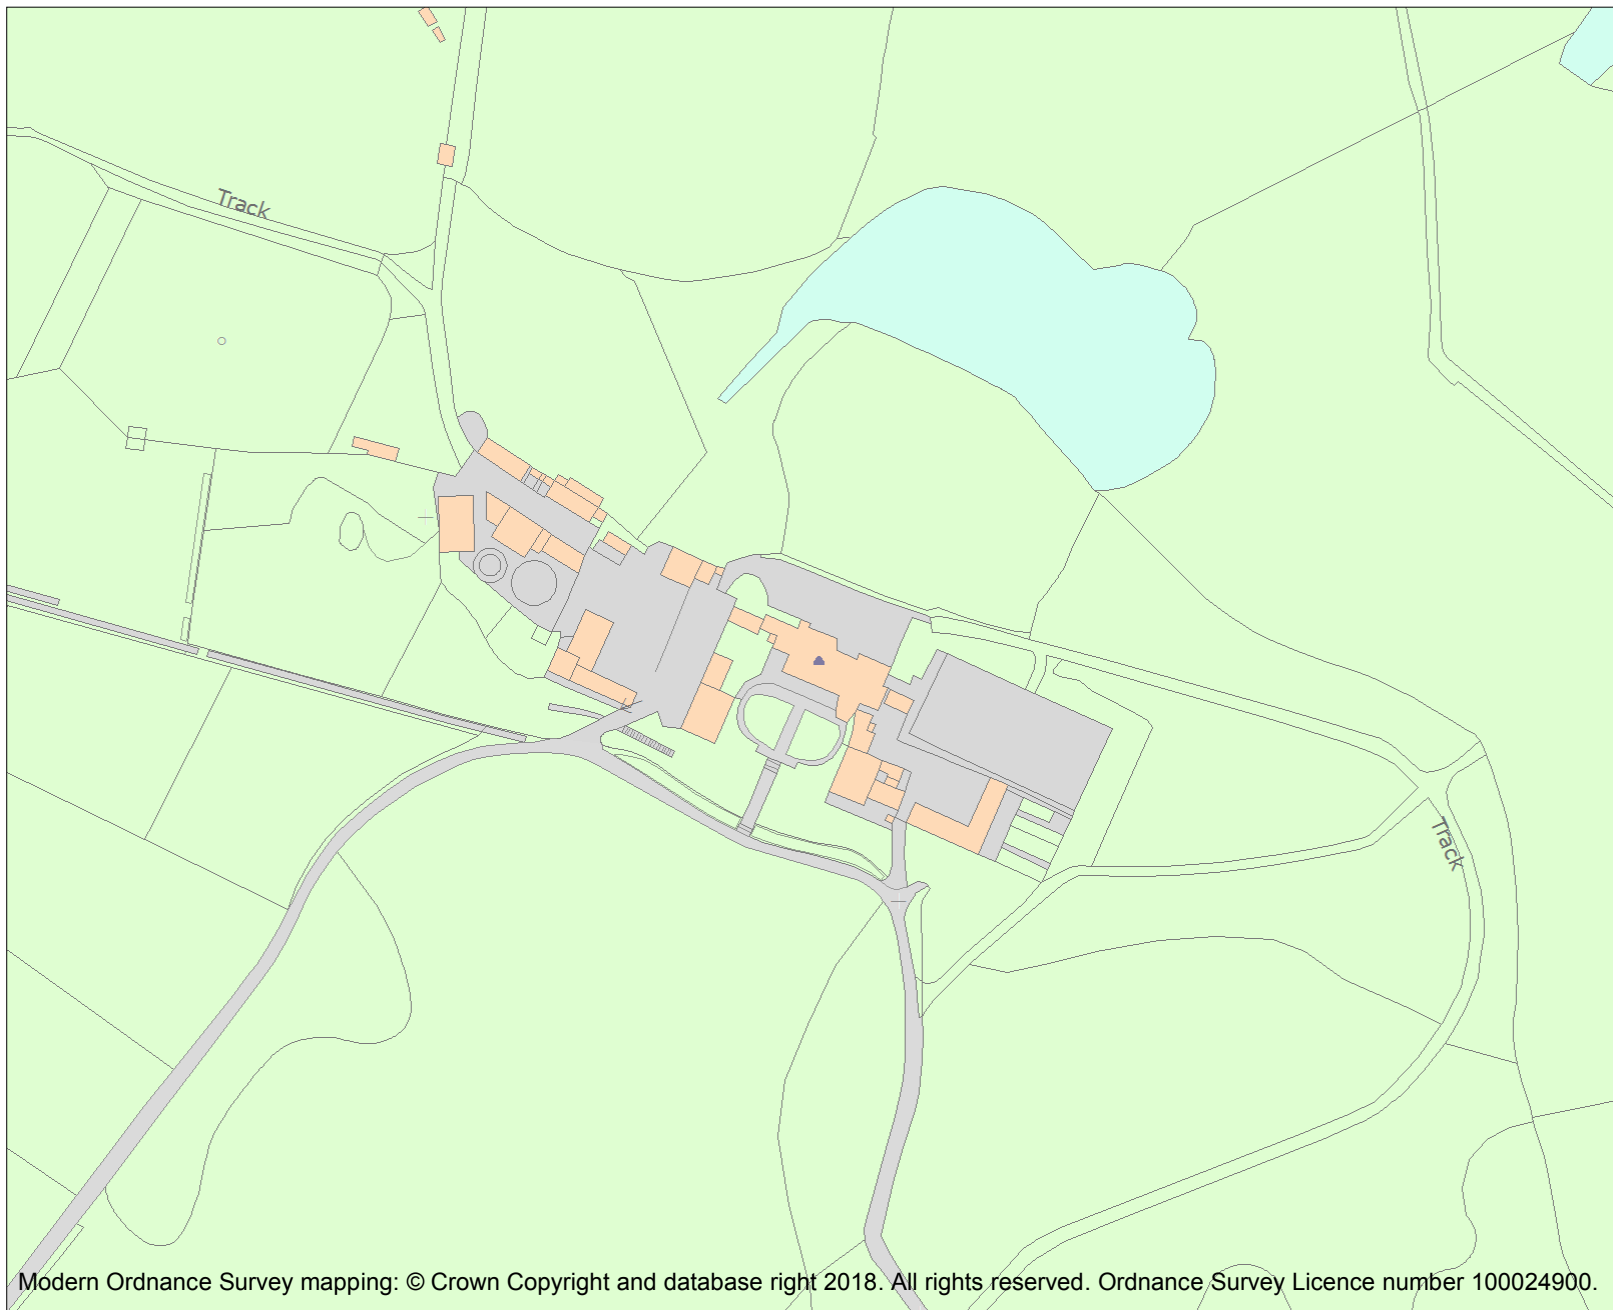 Track
Track
Modern Ordnance Survey mapping: © Crown Copyright and database right 2018. All rights reserved. Ordnance Survey Licence number 100024900.